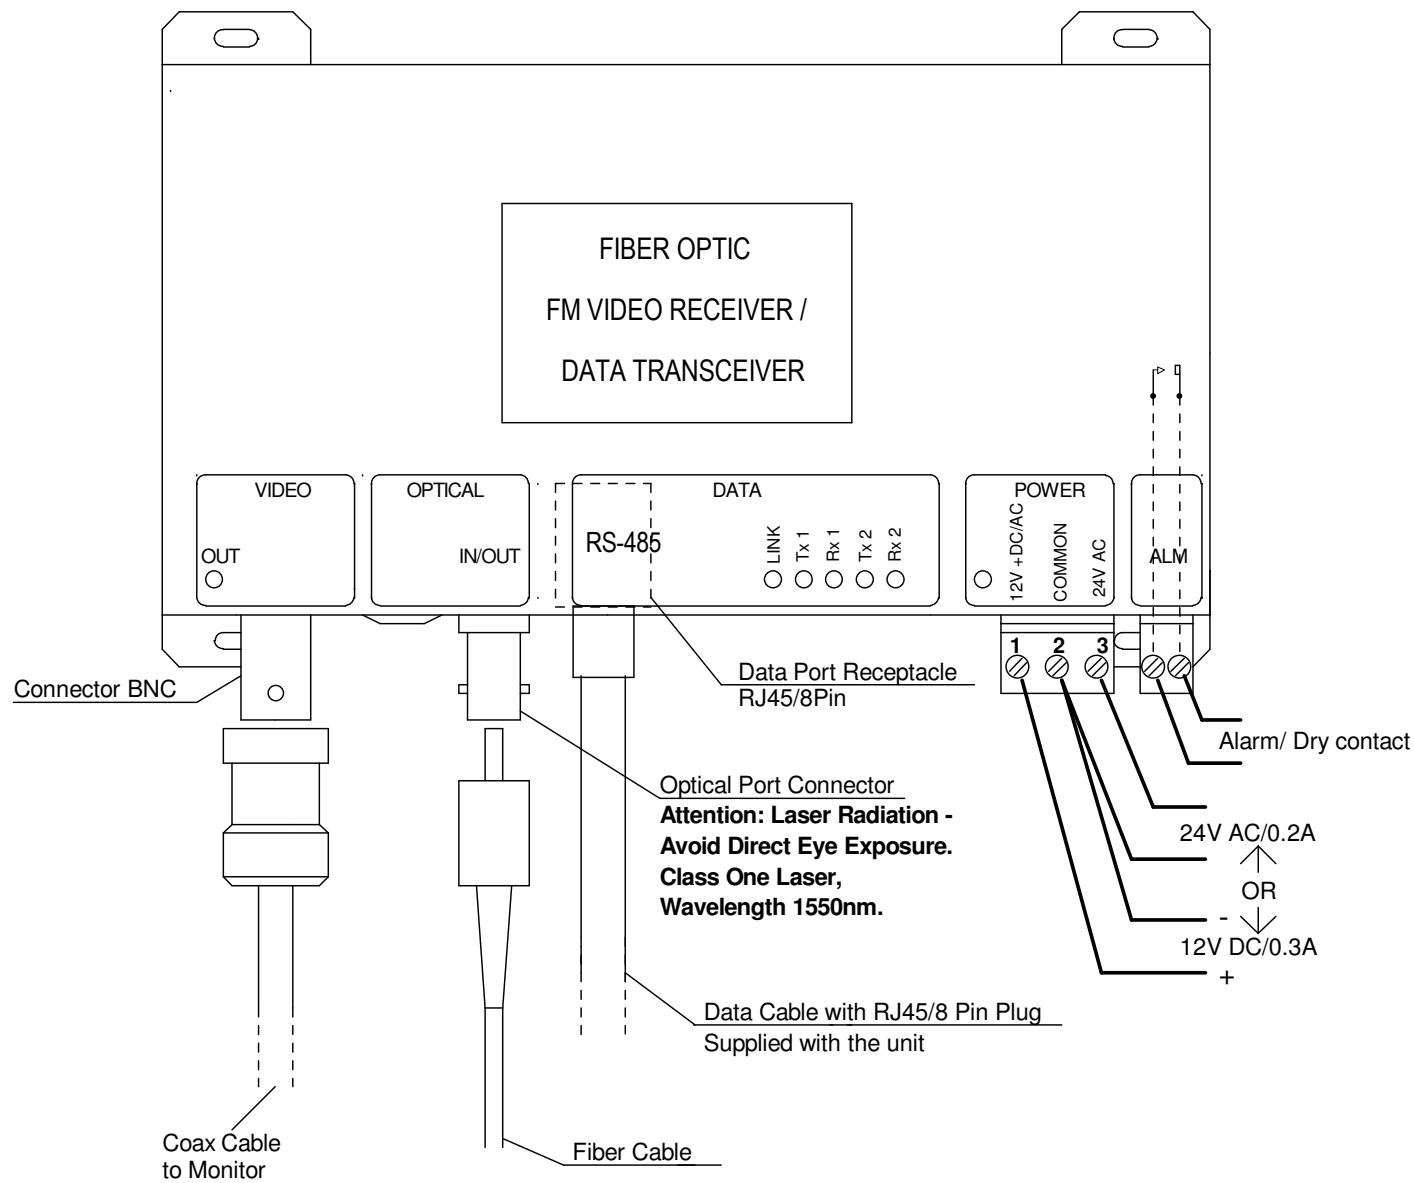 FIBER OPTIC
FM VIDEO RECEIVER /
DATA TRANSCEIVER
VIDEO
OUT
OPTICAL
IN/OUT
DATA
RS-485
LINK
Tx 1
Rx 1
Tx 2
Rx 2
POWER
12V +DC/AC
COMMON
24V AC
ALM
1 2 3
Connector BNC
Data Port Receptacle
RJ45/8Pin
Alarm/ Dry contact
Optical Port Connector
Attention: Laser Radiation -
Avoid Direct Eye Exposure.
Class One Laser,
Wavelength 1550nm.
24V AC/0.2A
OR
-
12V DC/0.3A
+
Data Cable with RJ45/8 Pin Plug
Supplied with the unit
Coax Cable
to Monitor
Fiber Cable